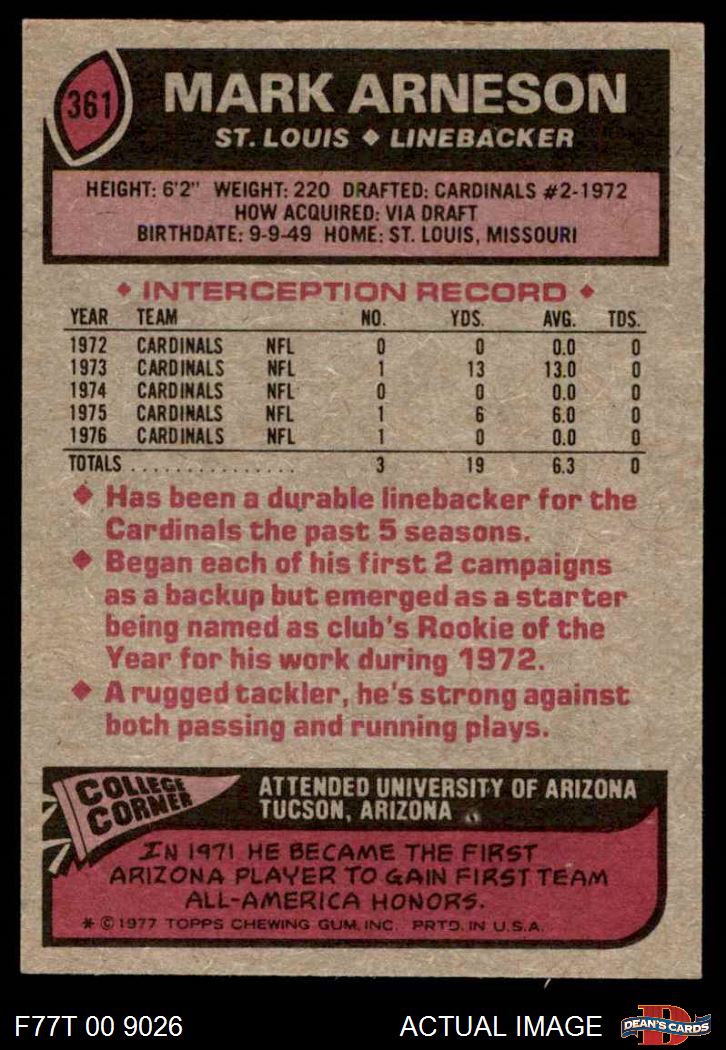 361
MARK ARNESON
ST. LOUIS ◆ LINEBACKER
HEIGHT: 6'2" WEIGHT: 220 DRAFTED: CARDINALS #2-1972
HOW ACQUIRED: VIA DRAFT
BIRTHDATE: 9-9-49 HOME: ST. LOUIS, MISSOURI
◆ INTERCEPTION RECORD ◆
YEAR TEAM NO. YDS. AVG. TDS.
1972 CARDINALS NFL 0 0 0.0 0
1973 CARDINALS NFL 1 13 13.0 0
1974 CARDINALS NFL 0 0 0.0 0
1975 CARDINALS NFL 1 6 6.0 0
1976 CARDINALS NFL 1 0 0.0 0
TOTALS ................ 3 19 6.3 0
◆ Has been a durable linebacker for the
Cardinals the past 5 seasons.
◆ Began each of his first 2 campaigns
as a backup but emerged as a starter
being named as club's Rookie of the
Year for his work during 1972.
◆ A rugged tackler, he's strong against
both passing and running plays.
COLLEGE
CORNER
ATTENDED UNIVERSITY OF ARIZONA
TUCSON, ARIZONA
IN 1971 HE BECAME THE FIRST
ARIZONA PLAYER TO GAIN FIRST TEAM
ALL-AMERICA HONORS.
* © 1977 TOPPS CHEWING GUM, INC. PRTD. IN U.S.A.
F77T 00 9026 ACTUAL IMAGE
D
DEAN'S CARDS